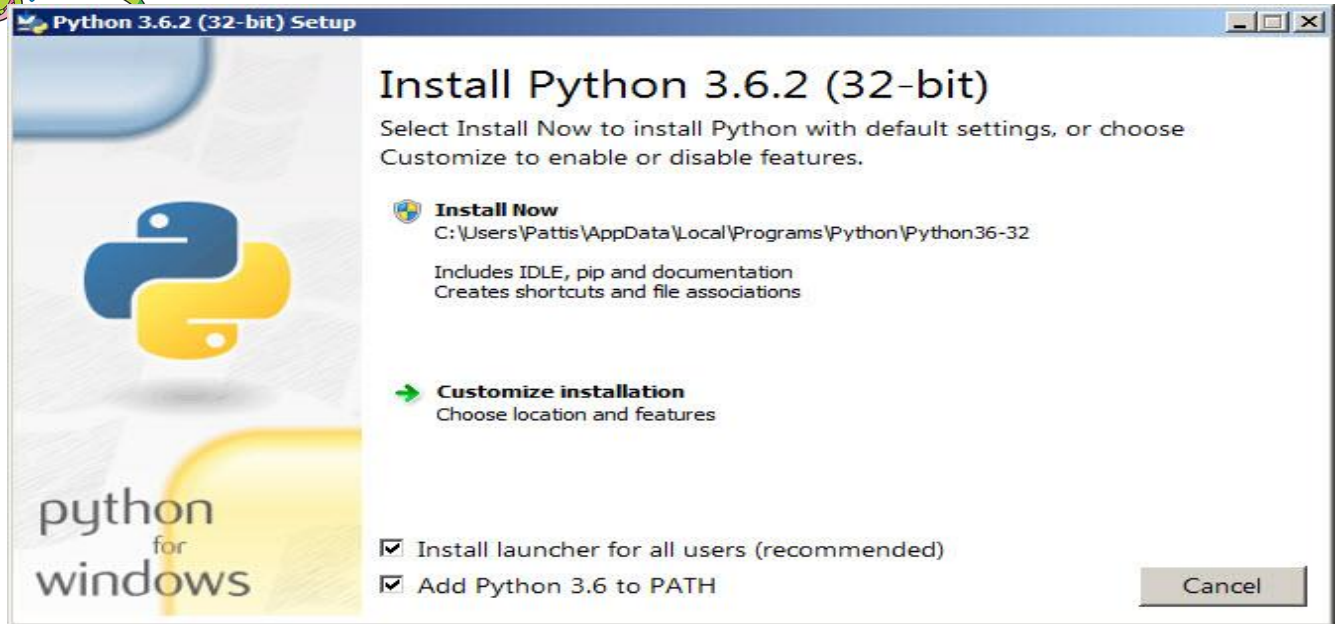 Python 3.6.2 (32-bit) Setup
Install Python 3.6.2 (32-bit)
Select Install Now to install Python with default settings, or choose
Customize to enable or disable features.
Install Now
C:\Users\Pattis\AppData\Local\Programs\Python\Python36-32
Includes IDLE, pip and documentation
Creates shortcuts and file associations
Customize installation
Choose location and features
python
for
windows
Install launcher for all users (recommended)
Add Python 3.6 to PATH
Cancel